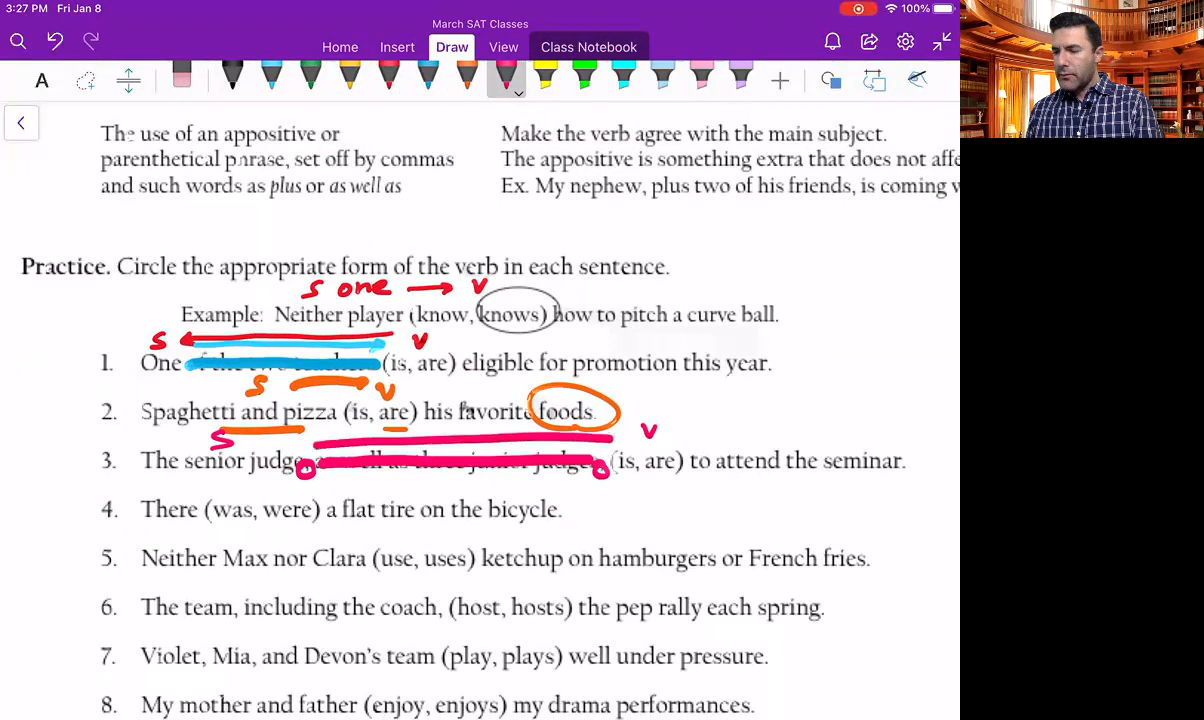 3:27 PM Fri Jan 8
March SAT Classes
100%
Home Insert Draw View Class Notebook
A
The use of an appositive or
parenthetical phrase, set off by commas
and such words as plus or as well as
Make the verb agree with the main subject.
The appositive is something extra that does not affe
Ex. My nephew, plus two of his friends, is coming
Practice. Circle the appropriate form of the verb in each sentence.
S one → V
Example: Neither player (know, knows) how to pitch a curve ball.
S V
1. One (is, are) eligible for promotion this year.
S V
2. Spaghetti and pizza (is, are) his favorite foods.
S V
3. The senior judge, (is, are) to attend the seminar.
4. There (was, were) a flat tire on the bicycle.
5. Neither Max nor Clara (use, uses) ketchup on hamburgers or French fries.
6. The team, including the coach, (host, hosts) the pep rally each spring.
7. Violet, Mia, and Devon's team (play, plays) well under pressure.
8. My mother and father (enjoy, enjoys) my drama performances.